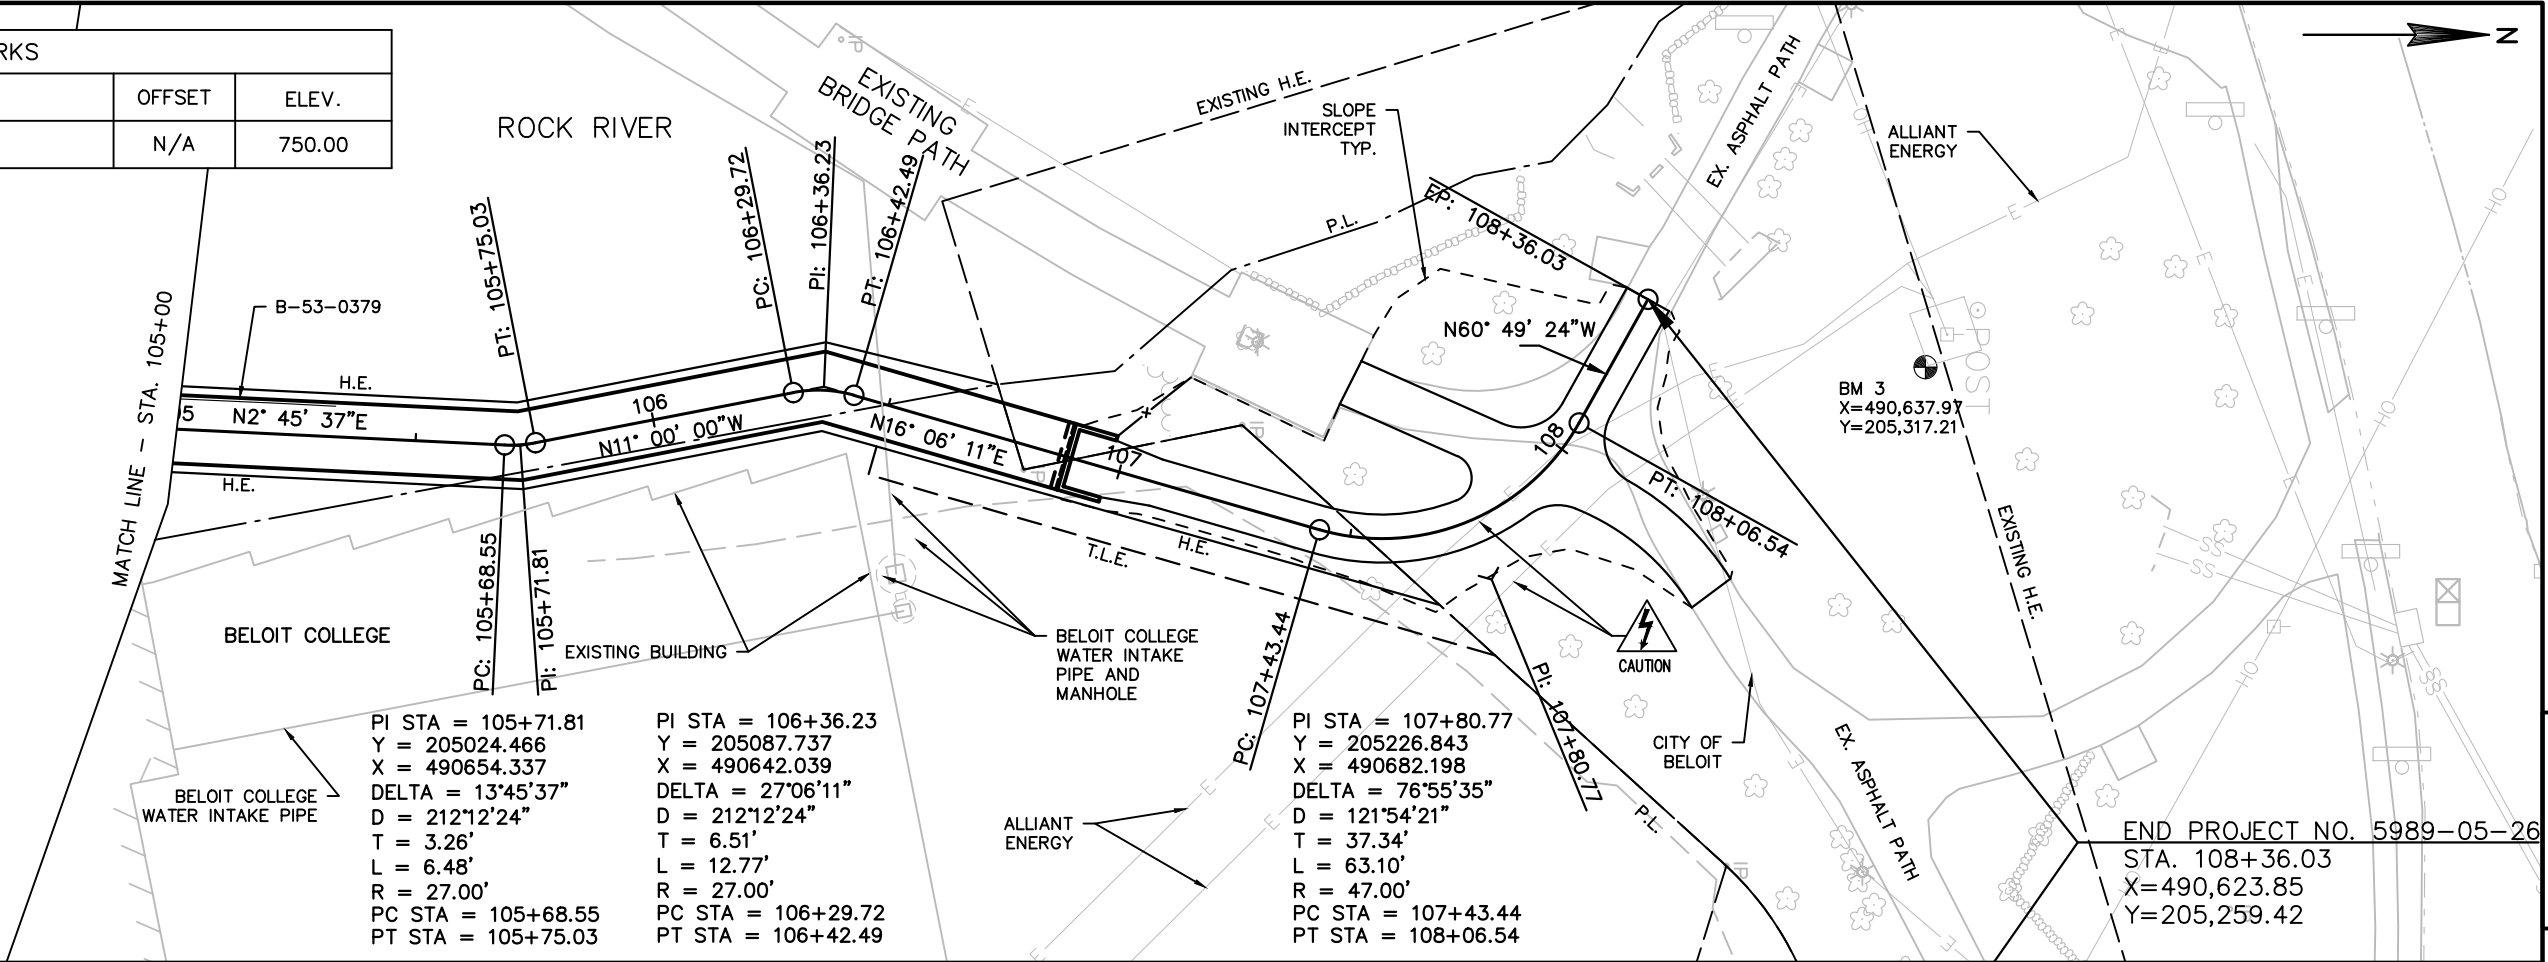 RKS
OFFSET ELEV.
N/A 750.00
ROCK RIVER
EXISTING
BRIDGE PATH
IP
EXISTING H.E.
SLOPE
INTERCEPT
TYP.
EX. ASPHALT PATH
ALLIANT
ENERGY
N
P.L.
EP: 108+36.03
PT: 105+75.03
PC: 106+29.72
PI: 106+36.23
PT: 106+42.49
B-53-0379
MATCH LINE - STA. 105+00
H.E.
N2° 45' 37"E
106
N11° 00' 00"W
N16° 06' 11"E
107
N60° 49' 24"W
108
PT: 108+06.54
POST
BM 3
X=490,637.97
Y=205,317.21
EXISTING H.E.
H.E.
H.E.
T.L.E.
PC: 105+68.55
PI: 105+71.81
BELOIT COLLEGE
EXISTING BUILDING
BELOIT COLLEGE
WATER INTAKE
PIPE AND
MANHOLE
PC: 107+43.44
PI: 107+80.77
CAUTION
CITY OF
BELOIT
P.L.
EX. ASPHALT PATH
BELOIT COLLEGE
WATER INTAKE PIPE
PI STA = 105+71.81
Y = 205024.466
X = 490654.337
DELTA = 13°45'37"
D = 212°12'24"
T = 3.26'
L = 6.48'
R = 27.00'
PC STA = 105+68.55
PT STA = 105+75.03
PI STA = 106+36.23
Y = 205087.737
X = 490642.039
DELTA = 27°06'11"
D = 212°12'24"
T = 6.51'
L = 12.77'
R = 27.00'
PC STA = 106+29.72
PT STA = 106+42.49
ALLIANT
ENERGY
PI STA = 107+80.77
Y = 205226.843
X = 490682.198
DELTA = 76°55'35"
D = 121°54'21"
T = 37.34'
L = 63.10'
R = 47.00'
PC STA = 107+43.44
PT STA = 108+06.54
END PROJECT NO. 5989-05-26
STA. 108+36.03
X=490,623.85
Y=205,259.42